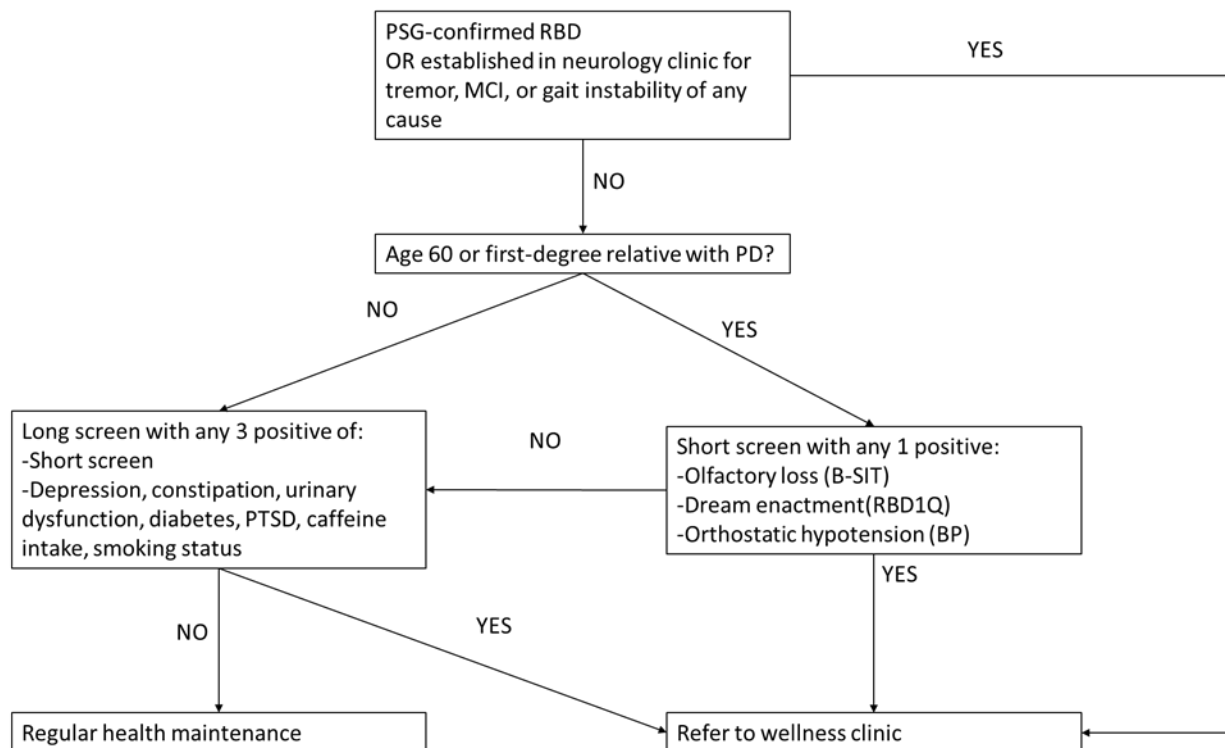 PSG-confirmed RBD
OR established in neurology clinic for
tremor, MCI, or gait instability of any
cause
YES
NO
Age 60 or first-degree relative with PD?
NO
YES
Long screen with any 3 positive of:
-Short screen
-Depression, constipation, urinary
dysfunction, diabetes, PTSD, caffeine
intake, smoking status
NO
Short screen with any 1 positive:
-Olfactory loss (B-SIT)
-Dream enactment(RBD1Q)
-Orthostatic hypotension (BP)
NO
YES
YES
Regular health maintenance
Refer to wellness clinic